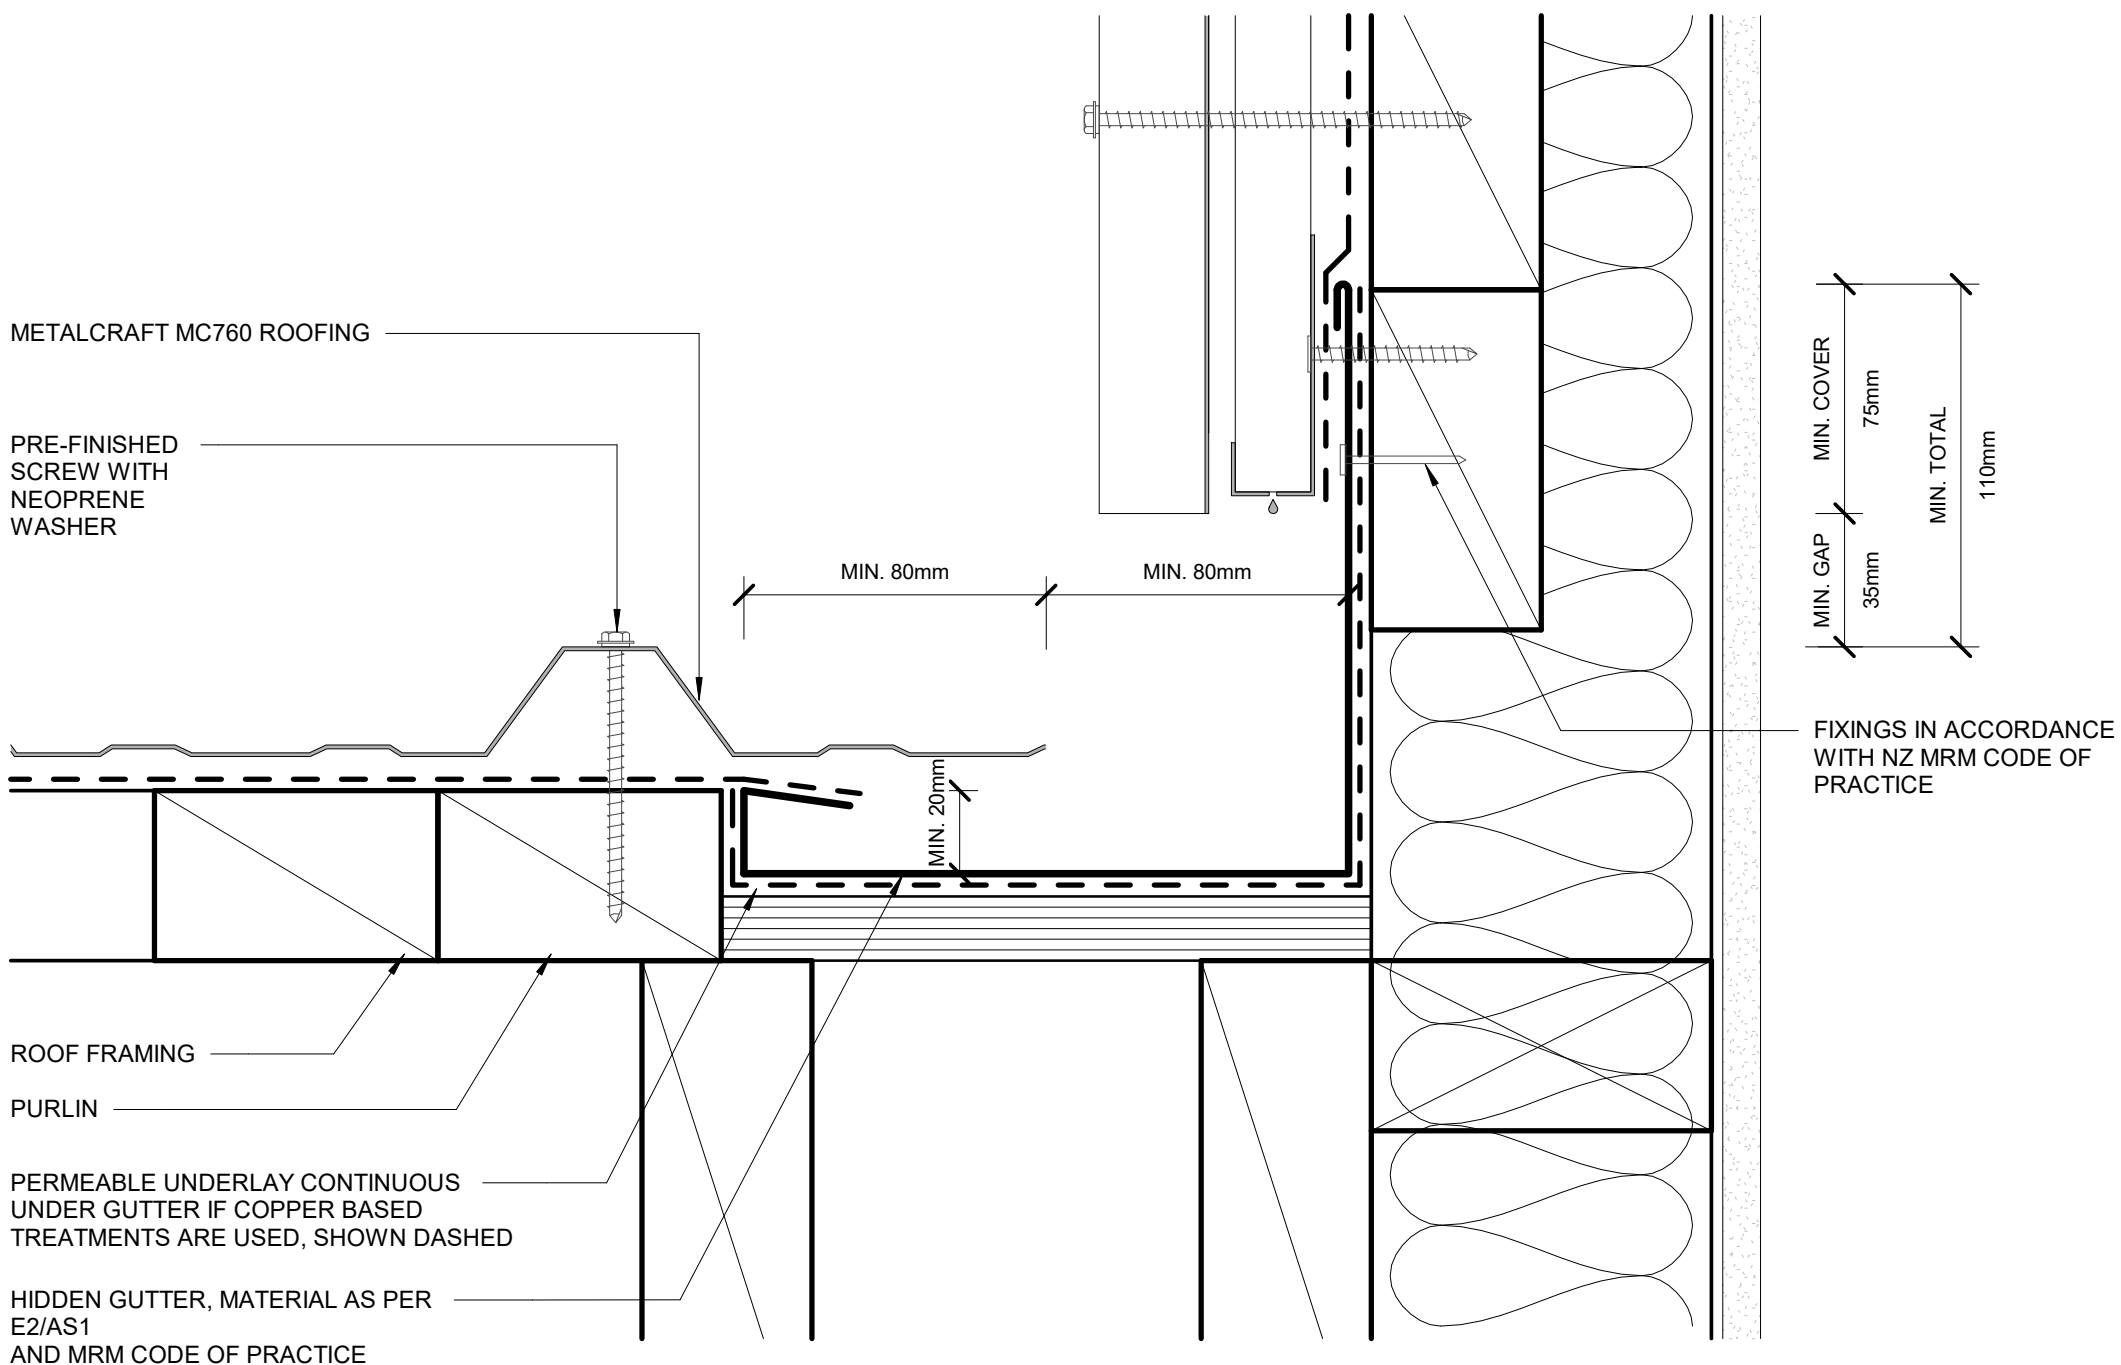 METALCRAFT MC760 ROOFING
PRE-FINISHED
SCREW WITH
NEOPRENE
WASHER
MIN. 80mm
MIN. 80mm
MIN. 20mm
MIN. COVER
75mm
MIN. GAP
35mm
MIN. TOTAL
110mm
FIXINGS IN ACCORDANCE
WITH NZ MRM CODE OF
PRACTICE
ROOF FRAMING
PURLIN
PERMEABLE UNDERLAY CONTINUOUS
UNDER GUTTER IF COPPER BASED
TREATMENTS ARE USED, SHOWN DASHED
HIDDEN GUTTER, MATERIAL AS PER
E2/AS1
AND MRM CODE OF PRACTICE